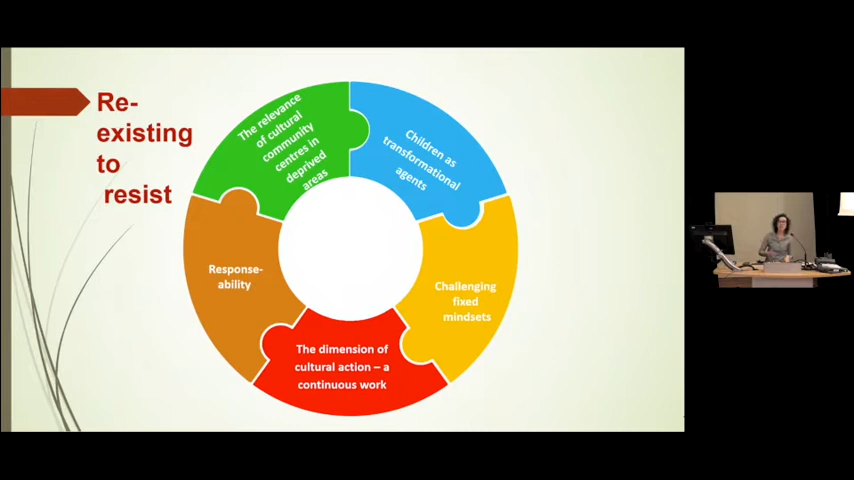 Re-
existing
to
resist
The relevance
of cultural
community
centres in
deprived
areas
Children as
transformational
agents
Challenging
fixed
mindsets
The dimension of
cultural action – a
continuous work
Response-
ability